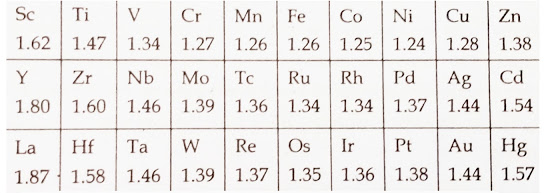 Sc Ti V Cr Mn Fe Co Ni Cu Zn
1.62 1.47 1.34 1.27 1.26 1.26 1.25 1.24 1.28 1.38
Y Zr Nb Mo Tc Ru Rh Pd Ag Cd
1.80 1.60 1.46 1.39 1.36 1.34 1.34 1.37 1.44 1.54
La Hf Ta W Re Os Ir Pt Au Hg
1.87 1.58 1.46 1.39 1.37 1.35 1.36 1.38 1.44 1.57